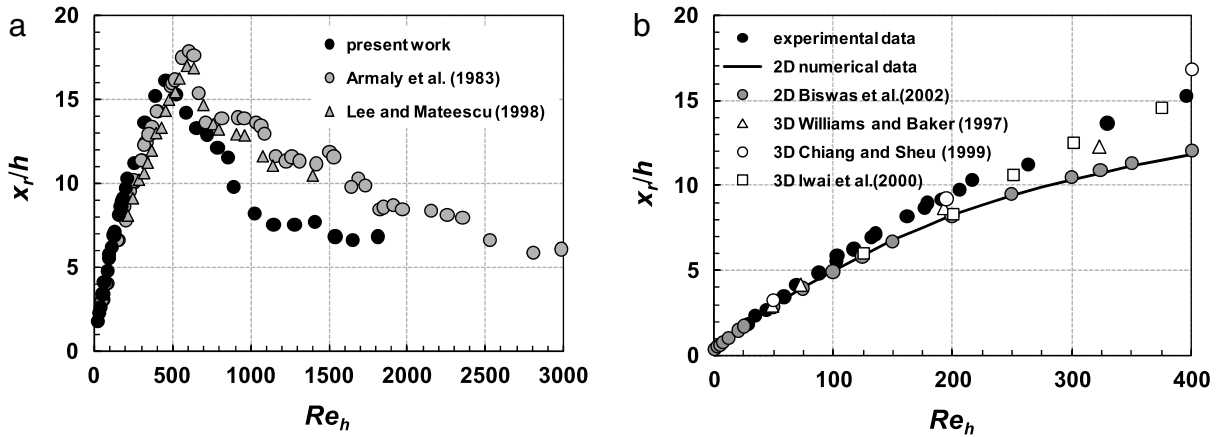 a
20
15
10
5
0
x_r/h
present work
Armaly et al. (1983)
Lee and Mateescu (1998)
0 500 1000 1500 2000 2500 3000
Re_h
b
20
15
10
5
0
x_r/h
experimental data
2D numerical data
2D Biswas et al.(2002)
3D Williams and Baker (1997)
3D Chiang and Sheu (1999)
3D Iwai et al.(2000)
0 100 200 300 400
Re_h